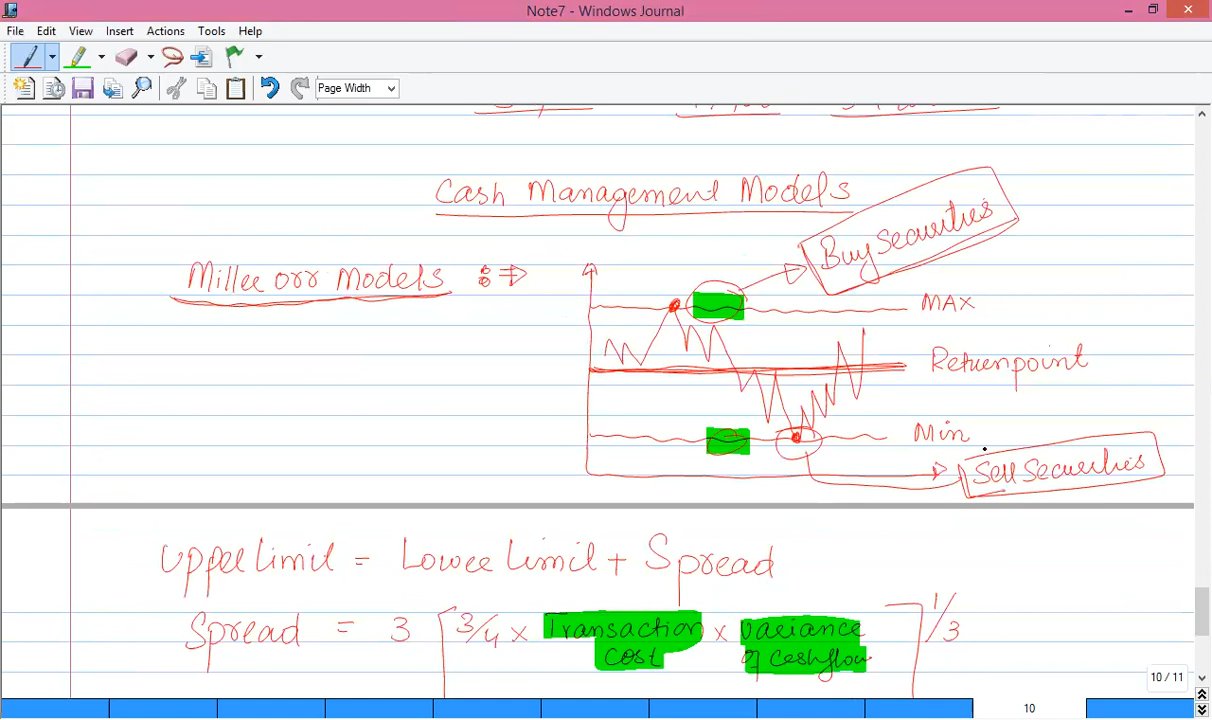 Note7 - Windows Journal
File Edit View Insert Actions Tools Help
Page Width
Cash Management Models
Buy Securities
Miller orr Models
MAX
Returnpoint
Min
Sell Securities
Upper limit = Lower limit + Spread
Spread = 3 [ 3/4 x Transaction cost x variance of cashflow ] 1/3
10 / 11
10